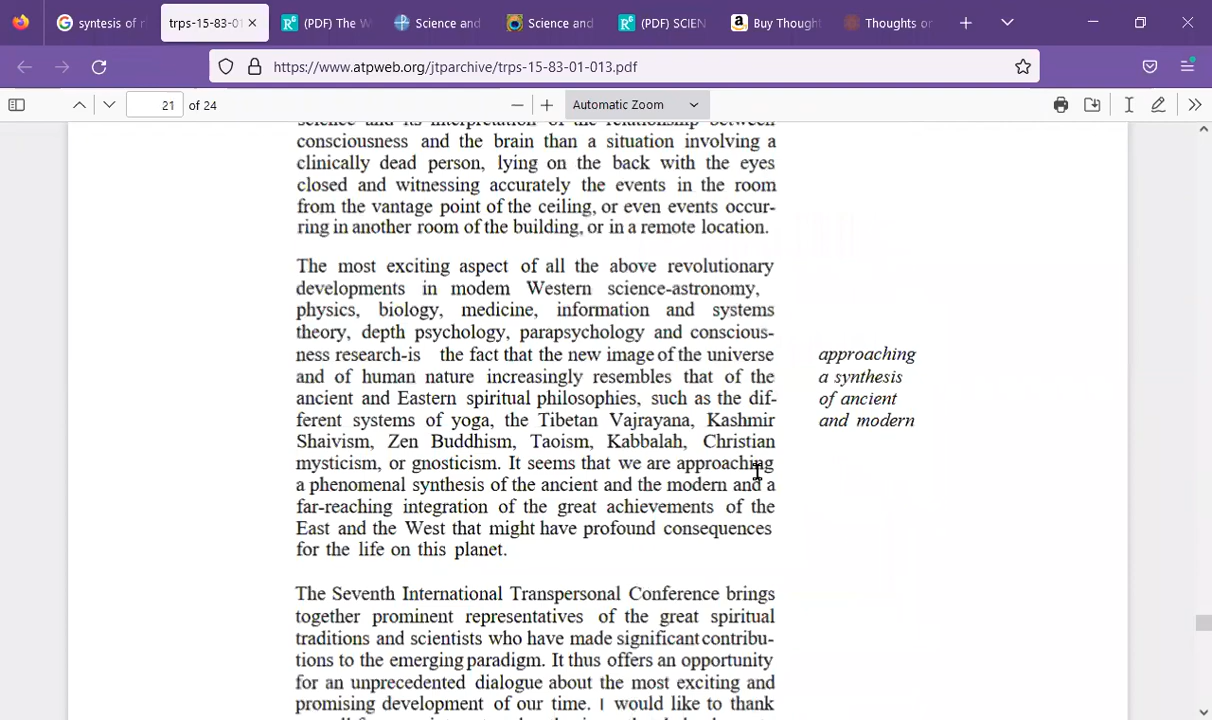 syntesis of r
trps-15-83-01
(PDF) The W
Science and
Science and
(PDF) SCIEN
Buy Thought
Thoughts or
https://www.atpweb.org/jtparchive/trps-15-83-01-013.pdf
21 of 24
Automatic Zoom
science and its interpretation of the relationship between
consciousness and the brain than a situation involving a
clinically dead person, lying on the back with the eyes
closed and witnessing accurately the events in the room
from the vantage point of the ceiling, or even events occur-
ring in another room of the building, or in a remote location.
The most exciting aspect of all the above revolutionary
developments in modem Western science-astronomy,
physics, biology, medicine, information and systems
theory, depth psychology, parapsychology and conscious-
ness research-is the fact that the new image of the universe
and of human nature increasingly resembles that of the
ancient and Eastern spiritual philosophies, such as the dif-
ferent systems of yoga, the Tibetan Vajrayana, Kashmir
Shaivism, Zen Buddhism, Taoism, Kabbalah, Christian
mysticism, or gnosticism. It seems that we are approaching
a phenomenal synthesis of the ancient and the modern and a
far-reaching integration of the great achievements of the
East and the West that might have profound consequences
for the life on this planet.
approaching
a synthesis
of ancient
and modern
The Seventh International Transpersonal Conference brings
together prominent representatives of the great spiritual
traditions and scientists who have made significant contribu-
tions to the emerging paradigm. It thus offers an opportunity
for an unprecedented dialogue about the most exciting and
promising development of our time. I would like to thank